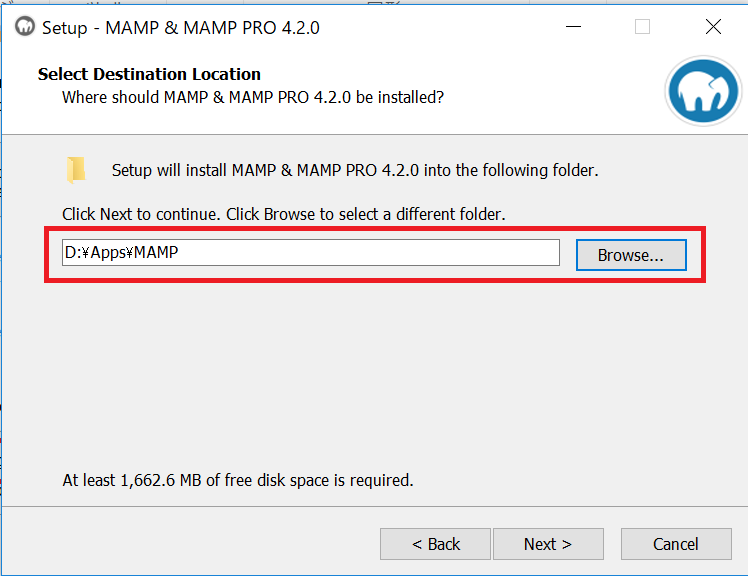 Setup - MAMP & MAMP PRO 4.2.0
Select Destination Location
Where should MAMP & MAMP PRO 4.2.0 be installed?
Setup will install MAMP & MAMP PRO 4.2.0 into the following folder.
Click Next to continue. Click Browse to select a different folder.
D:¥Apps¥MAMP
Browse...
At least 1,662.6 MB of free disk space is required.
< Back
Next >
Cancel